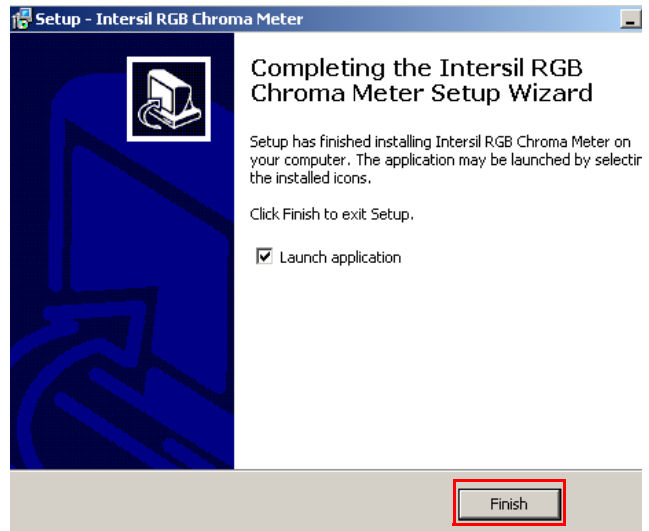 Setup - Intersil RGB Chroma Meter
Completing the Intersil RGB
Chroma Meter Setup Wizard
Setup has finished installing Intersil RGB Chroma Meter on
your computer. The application may be launched by selectin
the installed icons.
Click Finish to exit Setup.
Launch application
Finish